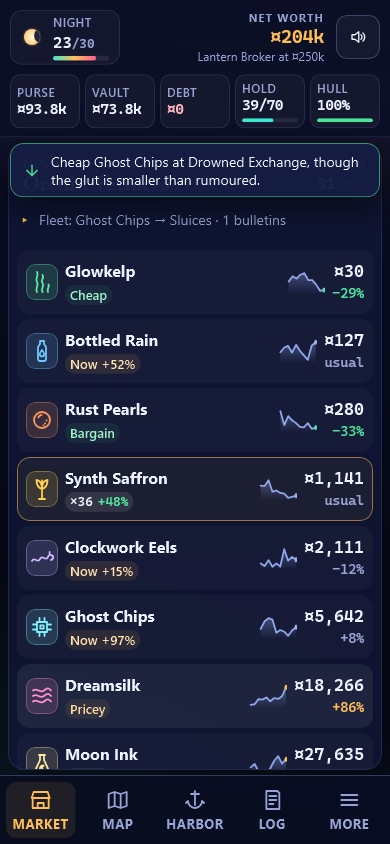 NIGHT
23/30
NET WORTH
¤204k
Lantern Broker at ¤250k
PURSE
¤93.8k
VAULT
¤73.8k
DEBT
¤0
HOLD
39/70
HULL
100%
Cheap Ghost Chips at Drowned Exchange, though
the glut is smaller than rumoured.
Fleet: Ghost Chips → Sluices · 1 bulletins
Glowkelp
Cheap
¤30
−29%
Bottled Rain
Now +52%
¤127
usual
Rust Pearls
Bargain
¤280
−33%
Synth Saffron
×36 +48%
¤1,141
usual
Clockwork Eels
Now +15%
¤2,111
−12%
Ghost Chips
Now +97%
¤5,642
+8%
Dreamsilk
Pricey
¤18,266
+86%
Moon Ink
¤27,635
MARKET
MAP
HARBOR
LOG
MORE